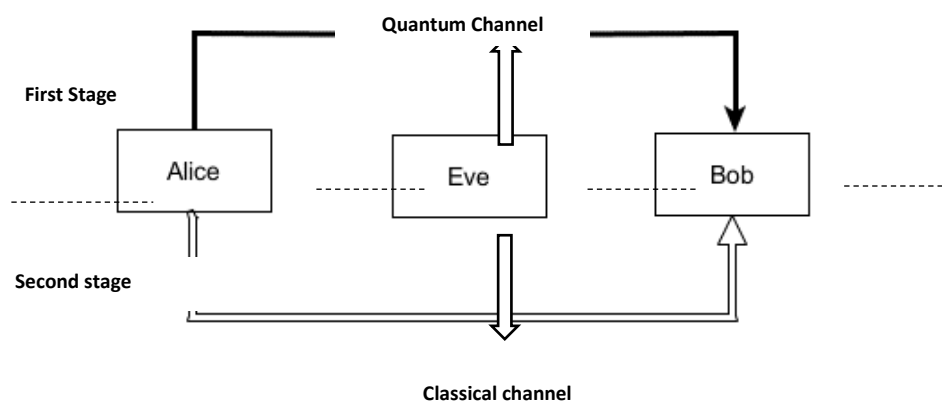 Quantum Channel
First Stage
Alice
Eve
Bob
Second stage
Classical channel